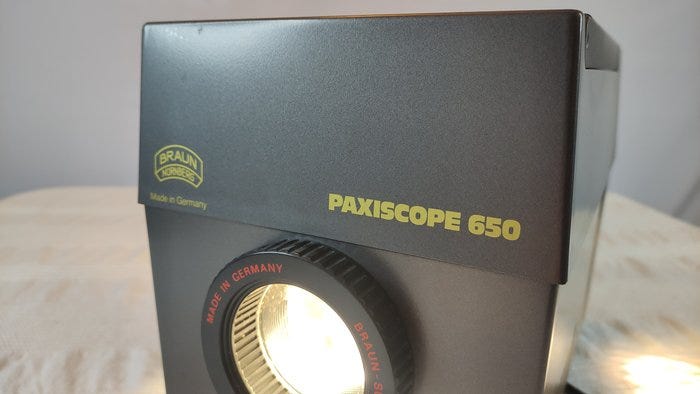 BRAUN
NÜRNBERG
Made in Germany
PAXISCOPE 650
MADE IN GERMANY
BRAUN-